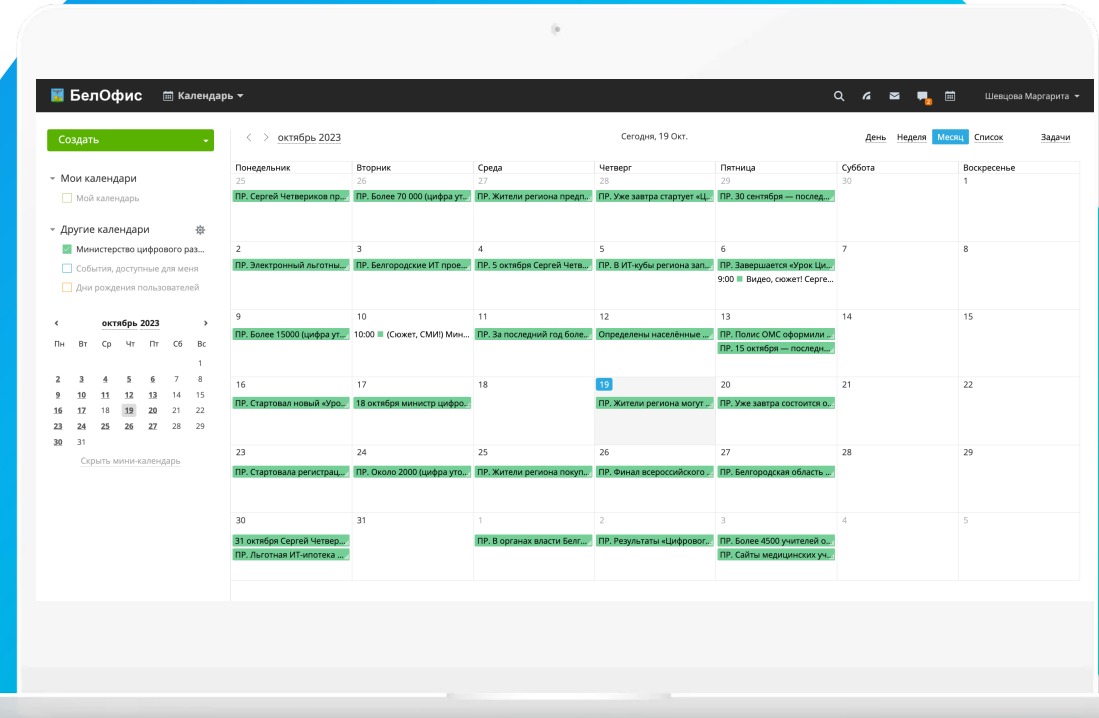 БелОфис
Календарь
2
Шевцова Маргарита
Создать
Мои календари
Мой календарь
Другие календари
Министерство цифрового раз...
События, доступные для меня
Дни рождения пользователей
октябрь 2023
Пн Вт Ср Чт Пт Сб Вс
1
2 3 4 5 6 7 8
9 10 11 12 13 14 15
16 17 18 19 20 21 22
23 24 25 26 27 28 29
30 31
Скрыть мини-календарь
октябрь 2023
Сегодня, 19 Окт.
День Неделя Месяц Список Задачи
Понедельник Вторник Среда Четверг Пятница Суббота Воскресенье
25 26 27 28 29 30 1
ПР. Сергей Четвериков пр... ПР. Более 70 000 (цифра ут... ПР. Жители региона предп... ПР. Уже завтра стартует «Ц... ПР. 30 сентября — послед...
2 3 4 5 6 7 8
ПР. Электронный льготны... ПР. Белгородские ИТ прое... ПР. 5 октября Сергей Четв... ПР. В ИТ-кубы региона зап... ПР. Завершается «Урок Ци...
9:00 Видео, сюжет! Серге...
9 10 11 12 13 14 15
ПР. Более 15000 (цифра ут... 10:00 (Сюжет, СМИ!) Мин... ПР. За последний год боле... Определены населённые ... ПР. Полис ОМС оформили ...
ПР. 15 октября — последн...
16 17 18 19 20 21 22
ПР. Стартовал новый «Уро... 18 октября министр цифро... ПР. Жители региона могут ... ПР. Уже завтра состоится о...
23 24 25 26 27 28 29
ПР. Стартовала регистрац... ПР. Около 2000 (цифра уто... ПР. Жители региона покуп... ПР. Финал всероссийского ... ПР. Белгородская область ...
30 31 1 2 3 4 5
31 октября Сергей Четвер... ПР. В органах власти Белг... ПР. Результаты «Цифровог... ПР. Более 4500 учителей о...
ПР. Льготная ИТ-ипотека ... ПР. Сайты медицинских уч...